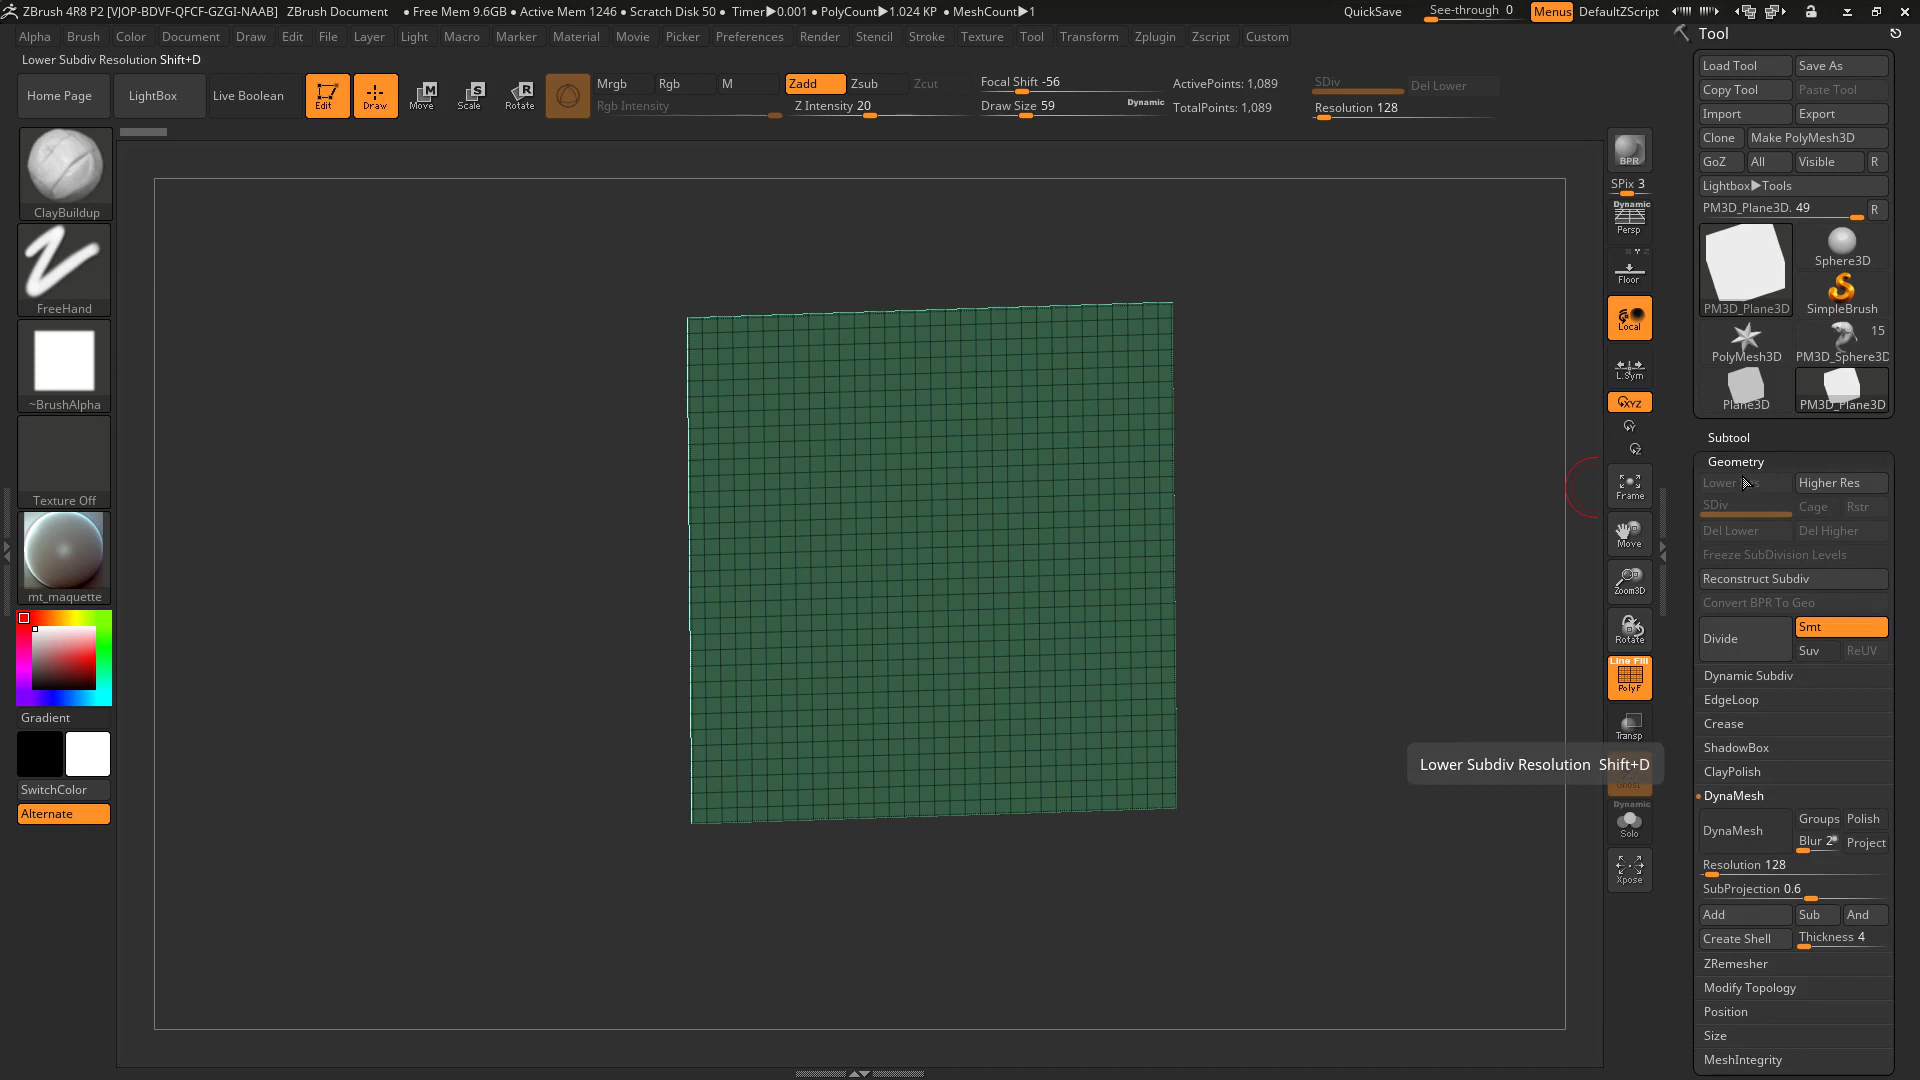 ZBrush 4R8 P2 [VJOP-BDVF-QFCF-GZGI-NAAB] ZBrush Document • Free Mem 9.6GB • Active Mem 1246 • Scratch Disk 50 • Timer▶0.001 • PolyCount▶1.024 KP • MeshCount▶1 QuickSave See-through 0 Menus DefaultZScript
Alpha Brush Color Document Draw Edit File Layer Light Macro Marker Material Movie Picker Preferences Render Stencil Stroke Texture Tool Transform Zplugin Zscript Custom
Lower Subdiv Resolution Shift+D
Home Page LightBox Live Boolean Edit Draw Move Scale Rotate
Mrgb Rgb M Zadd Zsub Zcut Focal Shift -56 ActivePoints: 1,089 SDiv Del Lower
Rgb Intensity Z Intensity 20 Draw Size 59 Dynamic TotalPoints: 1,089 Resolution 128
ClayBuildup
FreeHand
~BrushAlpha
Texture Off
mt_maquette
Gradient
SwitchColor
Alternate
BPR
SPix 3
Dynamic
Persp
Floor
Local
L.Sym
XYZ
Y
Z
Frame
Move
Zoom3D
Rotate
Line Fill
PolyF
Transp
Lower Subdiv Resolution Shift+D
Ghost
Dynamic
Solo
Xpose
Tool
Load Tool Save As
Copy Tool Paste Tool
Import Export
Clone Make PolyMesh3D
GoZ All Visible R
Lightbox▶Tools
PM3D_Plane3D. 49 R
PM3D_Plane3D
Sphere3D
SimpleBrush
PolyMesh3D
15
PM3D_Sphere3D
Plane3D
PM3D_Plane3D
Subtool
Geometry
Higher Res
SDiv Cage Rstr
Del Lower Del Higher
Freeze SubDivision Levels
Reconstruct Subdiv
Convert BPR To Geo
Divide Smt
Suv ReUV
Dynamic Subdiv
EdgeLoop
Crease
ShadowBox
ClayPolish
DynaMesh
DynaMesh Groups Polish
Blur 2 Project
Resolution 128
SubProjection 0.6
Add Sub And
Create Shell Thickness 4
ZRemesher
Modify Topology
Position
Size
MeshIntegrity